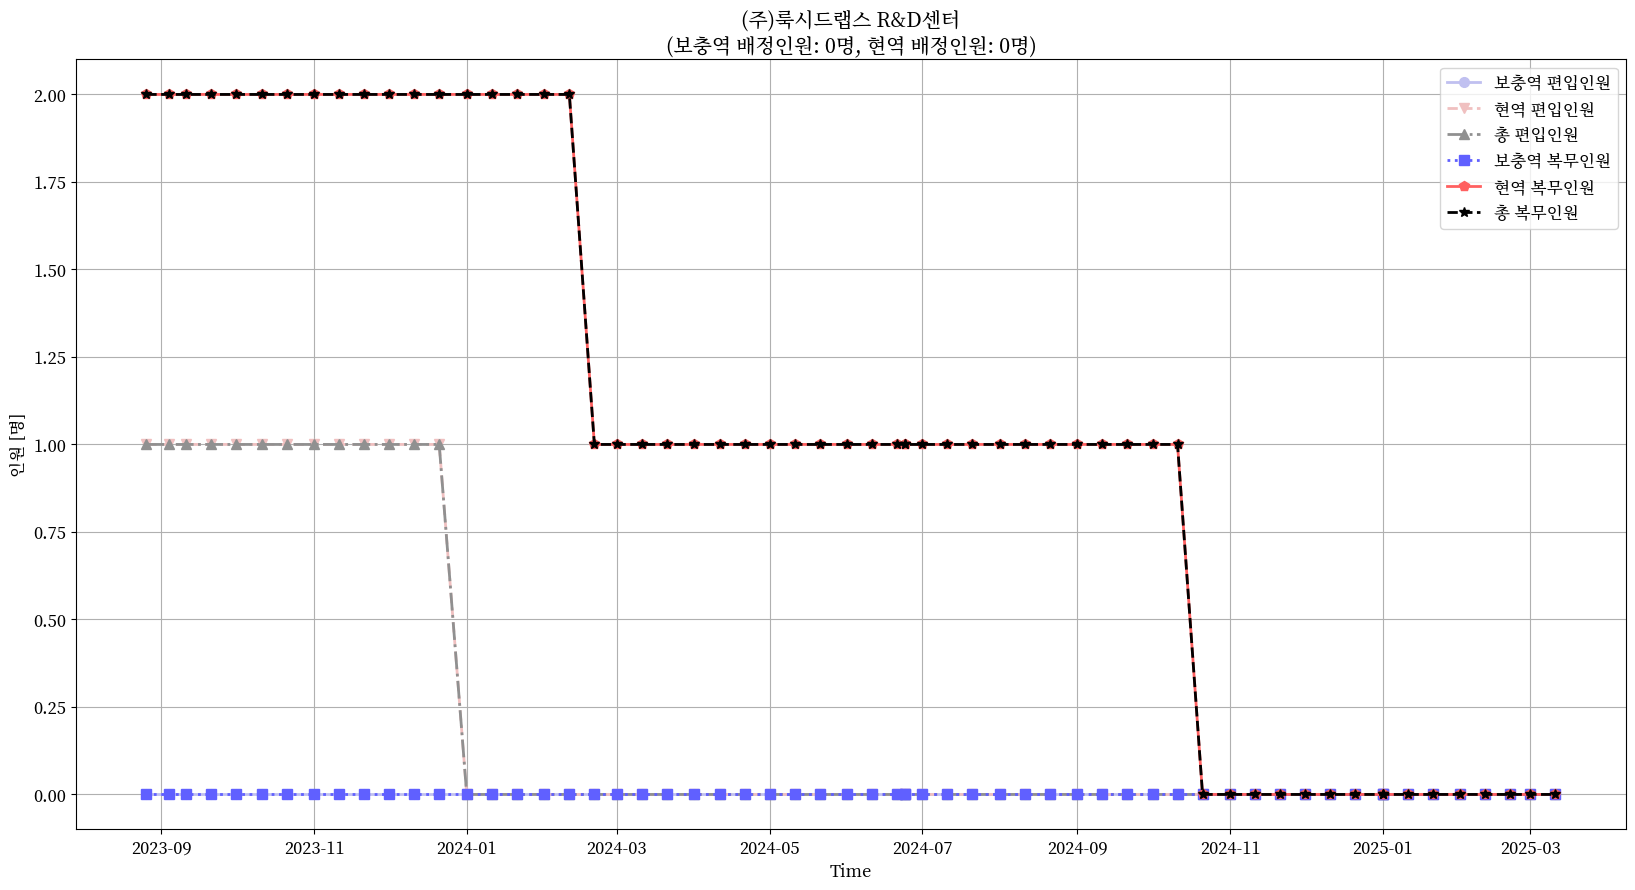 (주)룩시드랩스 R&D센터
(보충역 배정인원: 0명, 현역 배정인원: 0명)
보충역 편입인원
현역 편입인원
총 편입인원
보충역 복무인원
현역 복무인원
총 복무인원
인원 [명]
2.00
1.75
1.50
1.25
1.00
0.75
0.50
0.25
0.00
2023-09 2023-11 2024-01 2024-03 2024-05 2024-07 2024-09 2024-11 2025-01 2025-03
Time